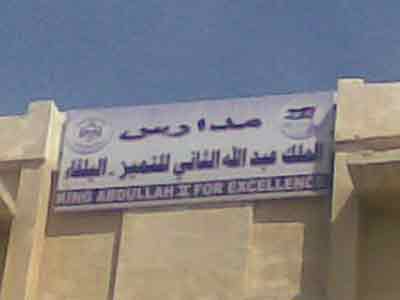 مدارس
الملك عبد الله الثاني للتميز - البلقاء
KING ABDULLAH II FOR EXCELLENCE